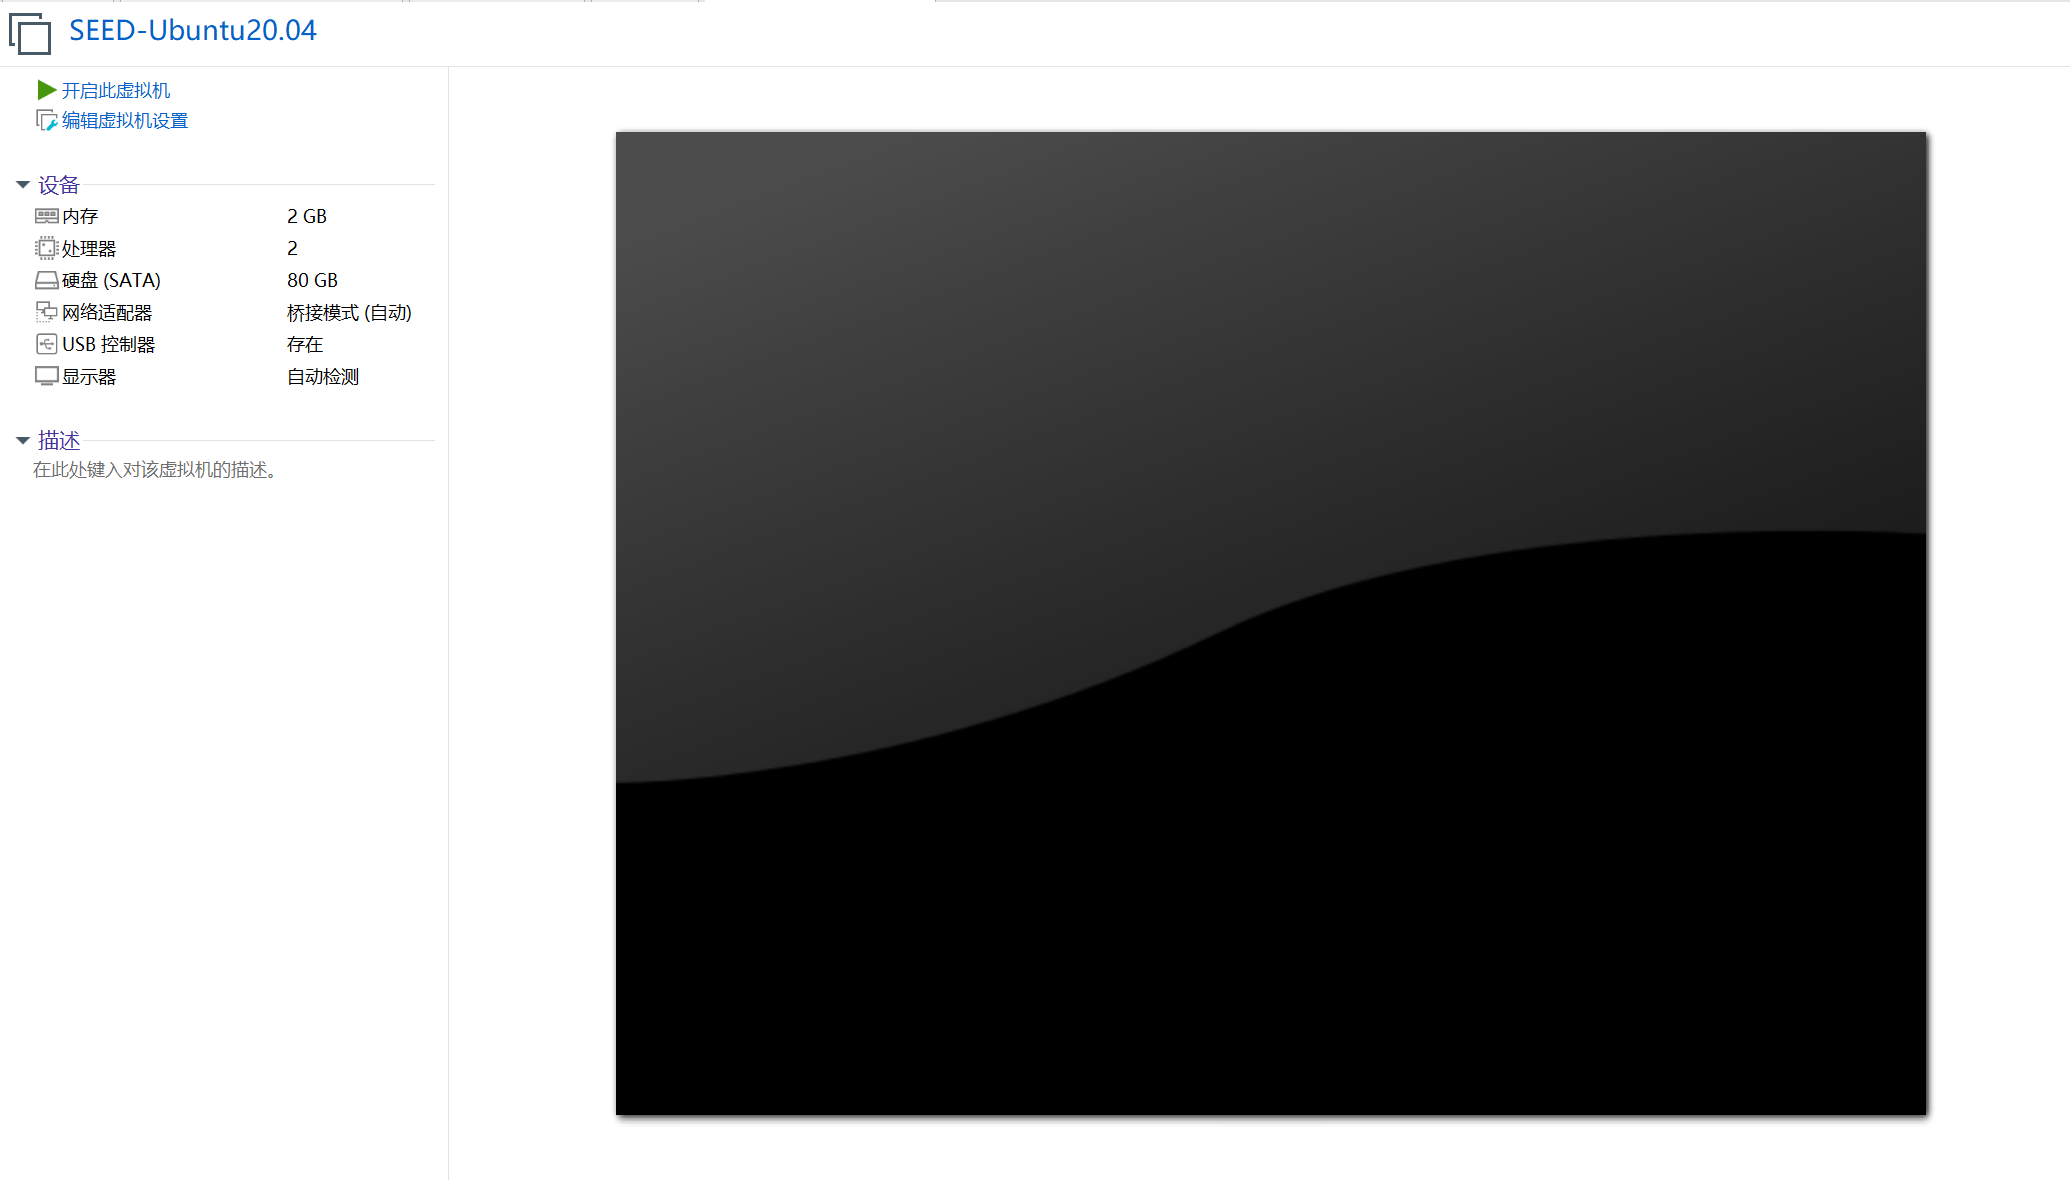 SEED-Ubuntu20.04
开启此虚拟机
编辑虚拟机设置
设备
内存 2 GB
处理器 2
硬盘 (SATA) 80 GB
网络适配器 桥接模式 (自动)
USB 控制器 存在
显示器 自动检测
描述
在此处键入对该虚拟机的描述。